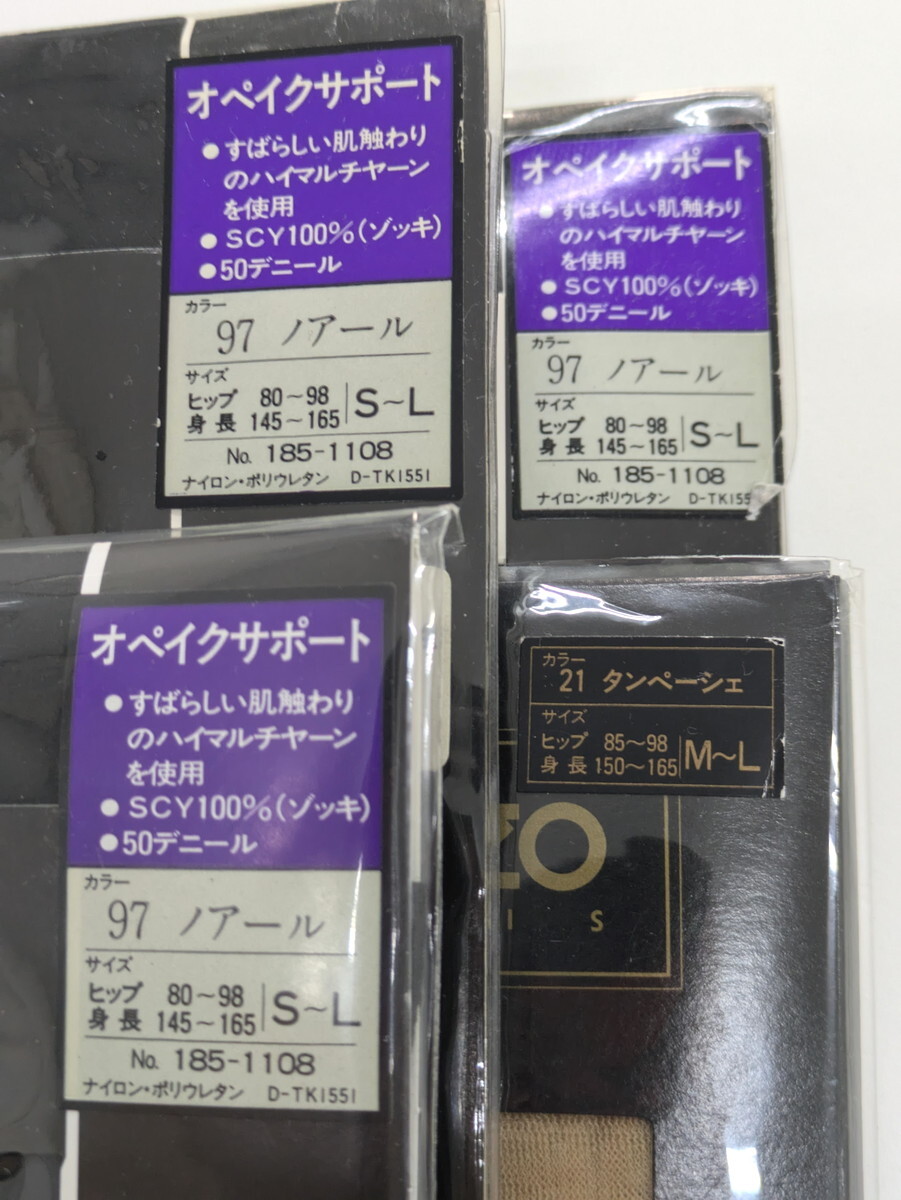 オペイクサポート
●すばらしい肌触わり
のハイマルチヤーン
を使用
●SCY100%(ゾッキ)
●50デニール
カラー
97 ノアール
サイズ
ヒップ 80～98
身長 145～165
S～L
No. 185-1108
ナイロン・ポリウレタン D-TK1551
オペイクサポート
●すばらしい肌触わり
のハイマルチヤーン
を使用
●SCY100%(ゾッキ)
●50デニール
カラー
97 ノアール
サイズ
ヒップ 80～98
身長 145～165
S～L
No. 185-1108
ナイロン・ポリウレタン
オペイクサポート
●すばらしい肌触わり
のハイマルチヤーン
を使用
●SCY100%(ゾッキ)
●50デニール
カラー
97 ノアール
サイズ
ヒップ 80～98
身長 145～165
S～L
No. 185-1108
ナイロン・ポリウレタン D-TK1551
カラー
21 タンペーシェ
サイズ
ヒップ 85～98
身長 150～165
M～L
ZO
I S